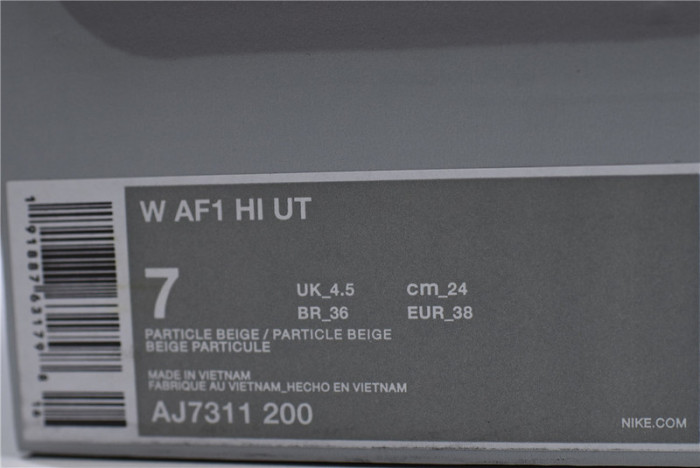 W AF1 HI UT
7
UK_4.5 cm_24
BR_36 EUR_38
PARTICLE BEIGE / PARTICLE BEIGE
BEIGE PARTICULE
MADE IN VIETNAM
FABRIQUE AU VIETNAM_HECHO EN VIETNAM
AJ7311 200
NIKE.COM